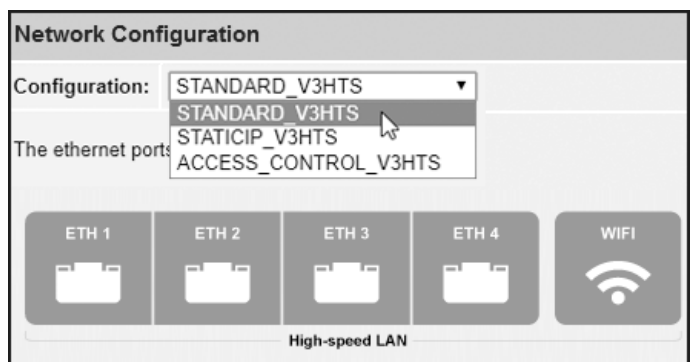 Network Configuration
Configuration: STANDARD_V3HTS
STANDARD_V3HTS
STATICIP_V3HTS
ACCESS_CONTROL_V3HTS
The ethernet ports
ETH 1 ETH 2 ETH 3 ETH 4 WIFI
High-speed LAN